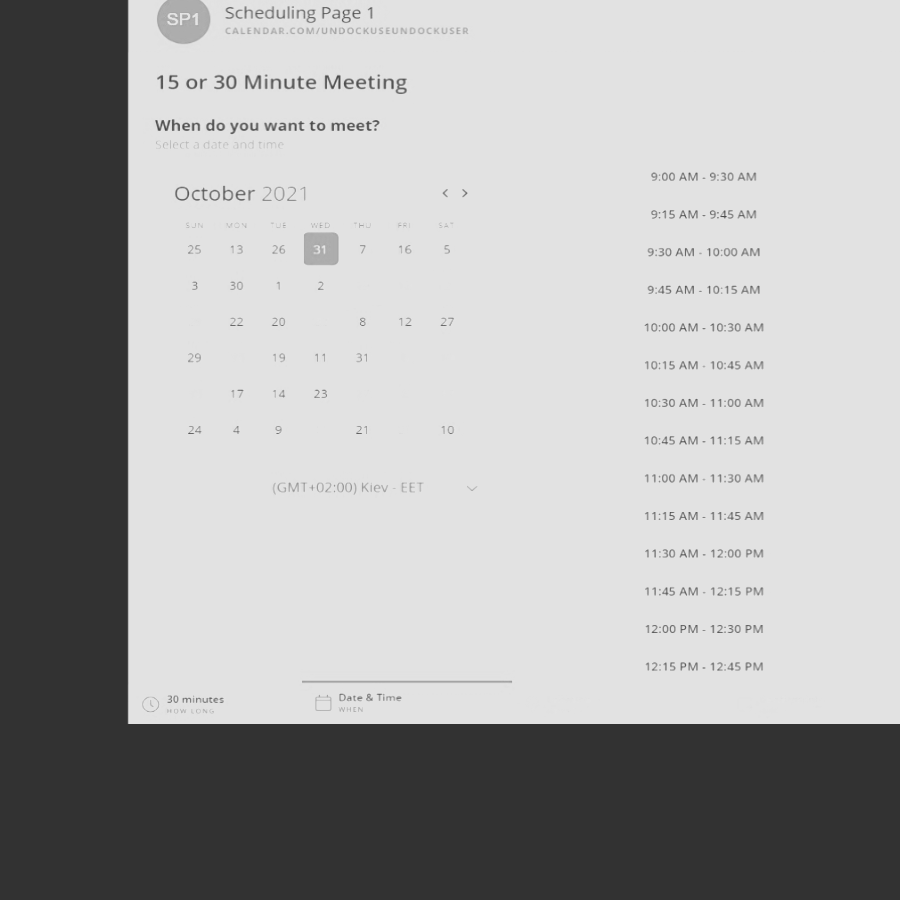 SP1
Scheduling Page 1
CALENDAR.COM/UNDOCKUSEUNDOCKUSER
15 or 30 Minute Meeting
When do you want to meet?
Select a date and time
October 2021
SUN MON TUE WED THU FRI SAT
25 13 26 31 7 16 5
3 30 1 2
22 20 8 12 27
29 19 11 31
17 14 23
24 4 9 21 10
(GMT+02:00) Kiev - EET
9:00 AM - 9:30 AM
9:15 AM - 9:45 AM
9:30 AM - 10:00 AM
9:45 AM - 10:15 AM
10:00 AM - 10:30 AM
10:15 AM - 10:45 AM
10:30 AM - 11:00 AM
10:45 AM - 11:15 AM
11:00 AM - 11:30 AM
11:15 AM - 11:45 AM
11:30 AM - 12:00 PM
11:45 AM - 12:15 PM
12:00 PM - 12:30 PM
12:15 PM - 12:45 PM
30 minutes
HOW LONG
Date & Time
WHEN